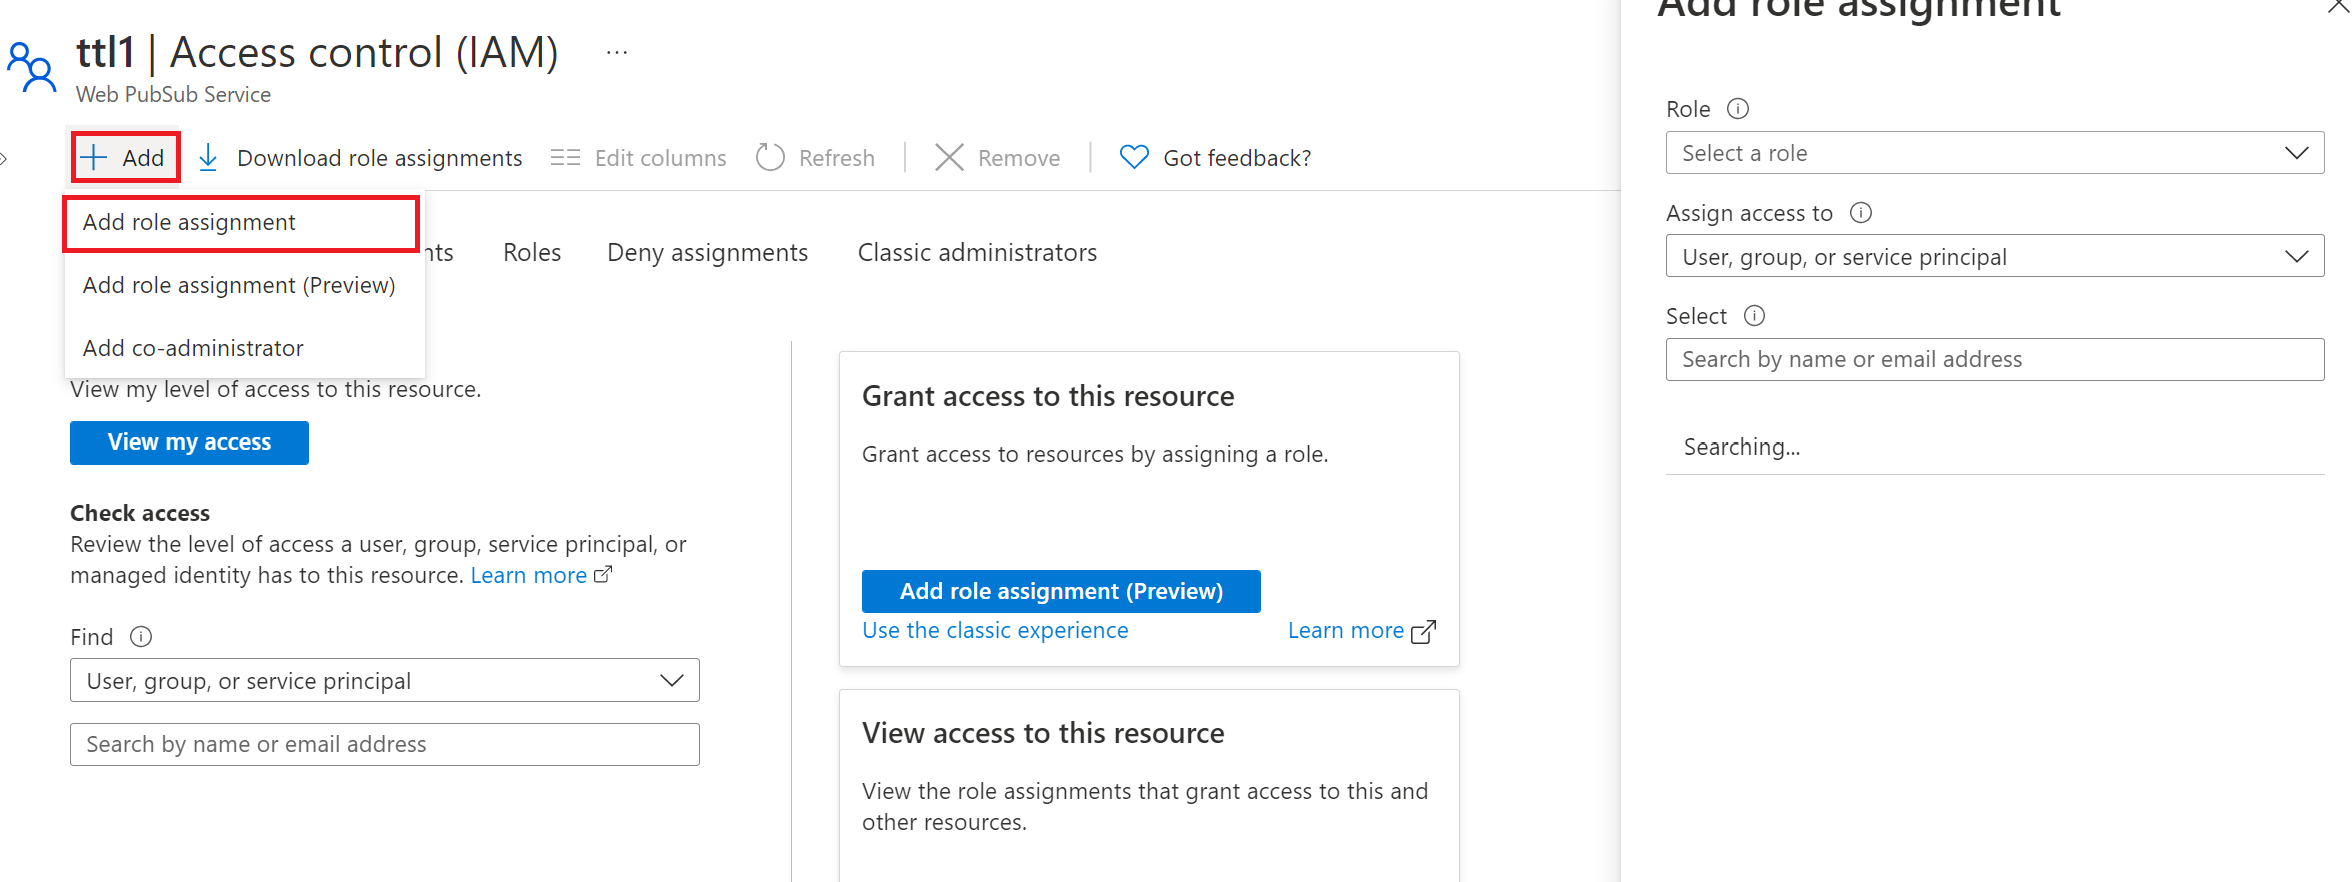 ttl1 | Access control (IAM) ...
Web PubSub Service
Add
Download role assignments
Edit columns
Refresh
Remove
Got feedback?
Add role assignment
Add role assignment (Preview)
Add co-administrator
nts
Roles
Deny assignments
Classic administrators
View my level of access to this resource.
View my access
Check access
Review the level of access a user, group, service principal, or
managed identity has to this resource. Learn more
Find
User, group, or service principal
Search by name or email address
Grant access to this resource
Grant access to resources by assigning a role.
Add role assignment (Preview)
Use the classic experience
Learn more
View access to this resource
View the role assignments that grant access to this and
other resources.
Add role assignment
Role
Select a role
Assign access to
User, group, or service principal
Select
Search by name or email address
Searching...